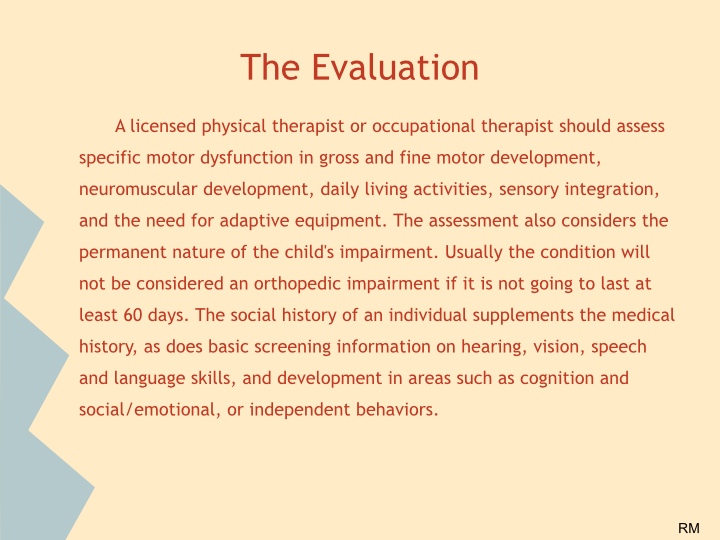 The Evaluation
A licensed physical therapist or occupational therapist should assess
specific motor dysfunction in gross and fine motor development,
neuromuscular development, daily living activities, sensory integration,
and the need for adaptive equipment. The assessment also considers the
permanent nature of the child's impairment. Usually the condition will
not be considered an orthopedic impairment if it is not going to last at
least 60 days. The social history of an individual supplements the medical
history, as does basic screening information on hearing, vision, speech
and language skills, and development in areas such as cognition and
social/emotional, or independent behaviors.
RM